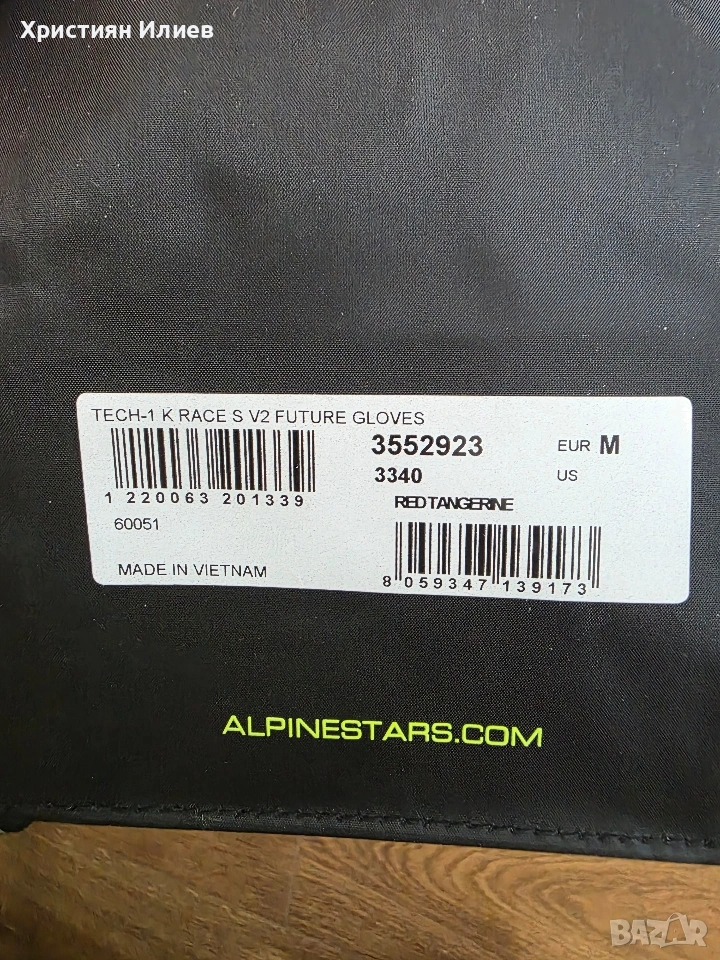 Християн Илиев
TECH-1 K RACE S V2 FUTURE GLOVES
3552923 EUR M
3340 US
1 220063 201339
RED TANGERINE
60051
MADE IN VIETNAM
8 059347 139173
ALPINESTARS.COM
BAZAR